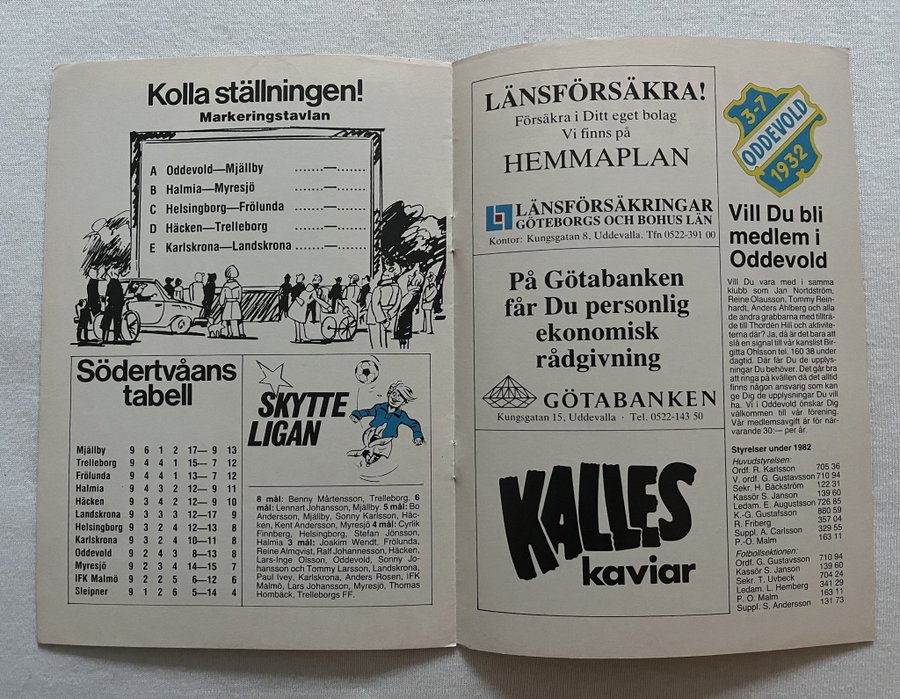 Kolla ställningen!
Markeringstavlan
A Oddevold—Mjällby ......—......
B Halmia—Myresjö ......—......
C Helsingborg—Frölunda ......—......
D Häcken—Trelleborg ......—......
E Karlskrona—Landskrona ......—......
Södertvåans
tabell
Mjällby 9 6 1 2 17— 9 13
Trelleborg 9 4 4 1 15— 7 12
Frölunda 9 4 4 1 13— 7 12
Halmia 9 4 3 2 12— 9 11
Häcken 9 3 4 2 12— 9 10
Landskrona 9 3 3 3 12—17 9
Helsingborg 9 3 2 4 12—13 8
Karlskrona 9 3 2 4 10—11 8
Oddevold 9 2 4 3 8—13 8
Myresjö 9 2 3 4 14—15 7
IFK Malmö 9 2 2 5 6—12 6
Sleipner 9 1 2 6 5—14 4
SKYTTE
LIGAN
8 mål: Benny Mårtensson, Trelleborg. 6
mål: Lennart Johansson, Mjällby. 5 mål: Bo
Andersson, Mjällby, Sonny Karlsson, Häc-
ken, Kent Andersson, Myresjö 4 mål: Cyrlik
Finnberg, Helsingborg, Stefan Jönsson,
Halmia 3 mål: Joakim Wendt, Frölunda,
Reine Almqvist, Ralf Johannesson, Häcken,
Lars-Inge Olsson, Oddevold, Sonny Jo-
hansson och Tommy Larsson, Landskrona,
Paul Ivey, Karlskrona, Anders Rosen, IFK
Malmö, Lars Johansson, Myresjö, Thomas
Hombäck, Trelleborgs FF.
LÄNSFÖRSÄKRA!
Försäkra i Ditt eget bolag
Vi finns på
HEMMAPLAN
LÄNSFÖRSÄKRINGAR
GÖTEBORGS OCH BOHUS LÄN
Kontor: Kungsgatan 8, Uddevalla. Tfn 0522-391 00
På Götabanken
får Du personlig
ekonomisk
rådgivning
GÖTABANKEN
Kungsgatan 15, Uddevalla · Tel. 0522-143 50
KALLES
kaviar
3-7
ODDEVOLD
1932
Vill Du bli
medlem i
Oddevold
Vill Du vara med i samma
klubb som Jan Nortdström,
Reine Olausson, Tommy Rein-
hardt, Anders Ahlberg och alla
de andra grabbarna med tillträ-
de till Thordén Hill och aktivite-
terna där? Ja, då är det bara att
slå en signal till vår kanslist Bir-
gitta Ohlsson tel. 160 38 under
dagtid. Där får Du de upplys-
ningar Du behöver. Det går bra
att ringa på kvällen då det alltid
finns någon ansvarig som kan
ge Dig de upplysningar Du vill
ha. Vi i Oddevold önskar Dig
välkommen till vår förening.
Vår medlemsavgift är för när-
varande 30:— per år.
Styrelser under 1982
Huvudstyrelsen:
Ordf. R. Karlsson 705 36
V. ordf. G. Gustavsson 710 94
Sekr. H. Bäckström 122 31
Kassör S. Janson 139 60
Ledam. E. Augustsson 726 85
K.-G. Gustafsson 880 59
R. Friberg 357 04
Suppl. A. Carlsson 329 55
P.-O. Malm 163 11
Fotbollsektionen:
Ordf. G. Gustavsson 710 94
Kassör S. Janson 139 60
Sekr. T. Uvbeck 704 24
Ledam. L. Hemberg 341 29
P. O. Malm 163 11
Suppl. S. Andersson 131 73